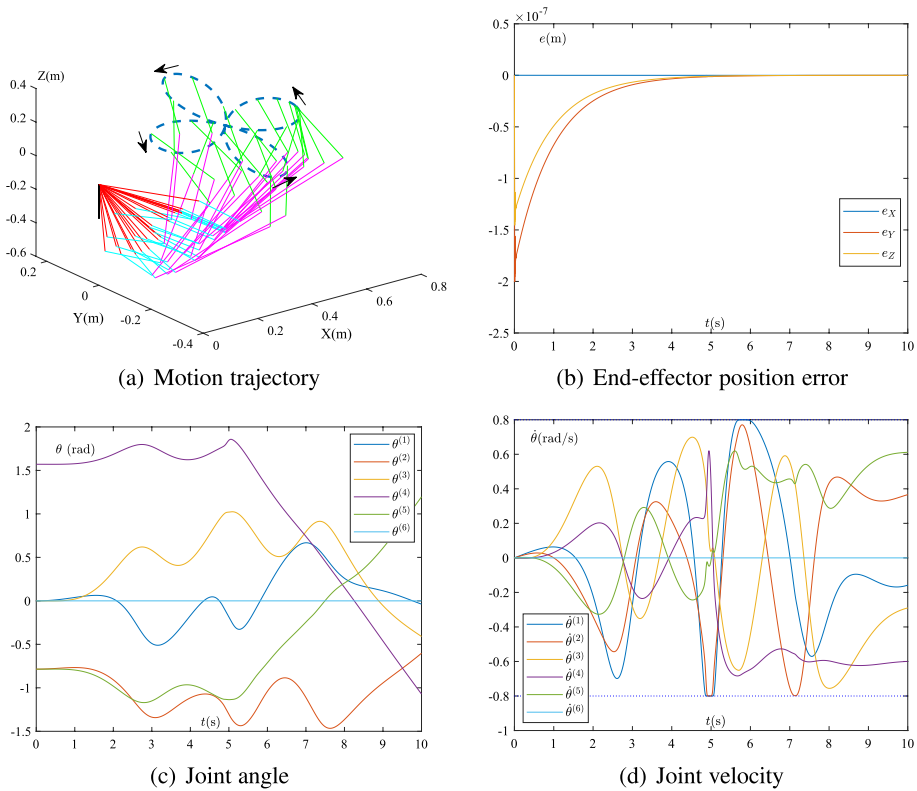 Z(m)
0.4
0.2
0
-0.2
-0.4
-0.6
0.2
0
-0.2
-0.4
Y(m)
0
0.2
0.4
0.6
0.8
X(m)
(a) Motion trajectory
×10⁻⁷
0.5
0
-0.5
-1
-1.5
-2
-2.5
e(m)
e_X
e_Y
e_Z
t(s)
0 1 2 3 4 5 6 7 8 9 10
(b) End-effector position error
2
1.5
1
0.5
0
-0.5
-1
-1.5
θ (rad)
θ⁽¹⁾
θ⁽²⁾
θ⁽³⁾
θ⁽⁴⁾
θ⁽⁵⁾
θ⁽⁶⁾
t(s)
0 1 2 3 4 5 6 7 8 9 10
(c) Joint angle
0.8
0.6
0.4
0.2
0
-0.2
-0.4
-0.6
-0.8
-1
θ̇(rad/s)
θ̇⁽¹⁾
θ̇⁽²⁾
θ̇⁽³⁾
θ̇⁽⁴⁾
θ̇⁽⁵⁾
θ̇⁽⁶⁾
t(s)
0 1 2 3 4 5 6 7 8 9 10
(d) Joint velocity